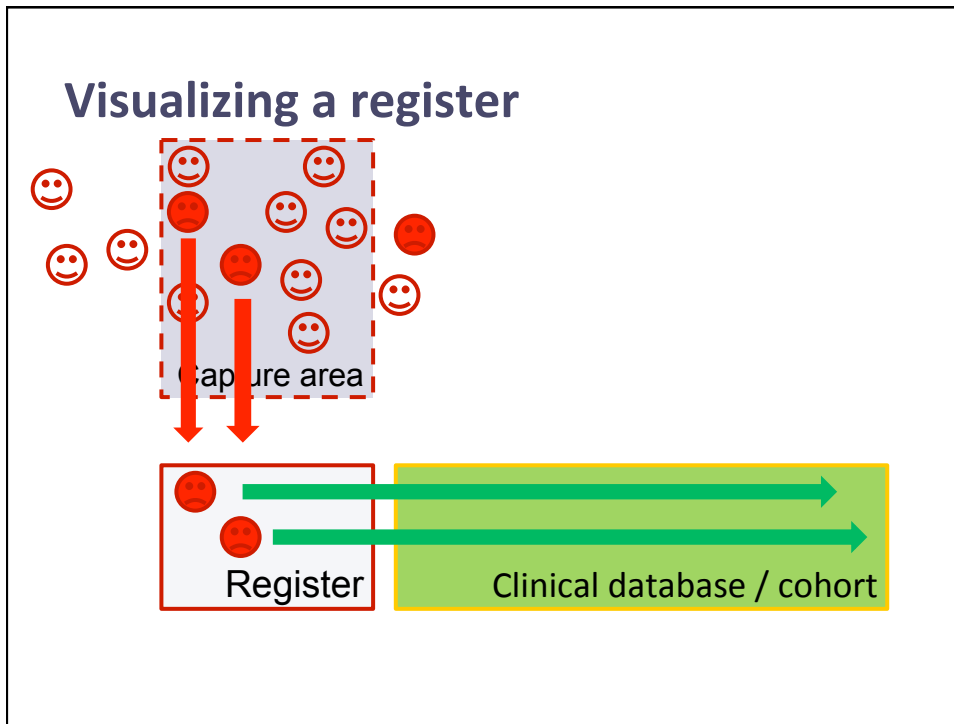 Visualizing a register
Capture area
Register
Clinical database / cohort